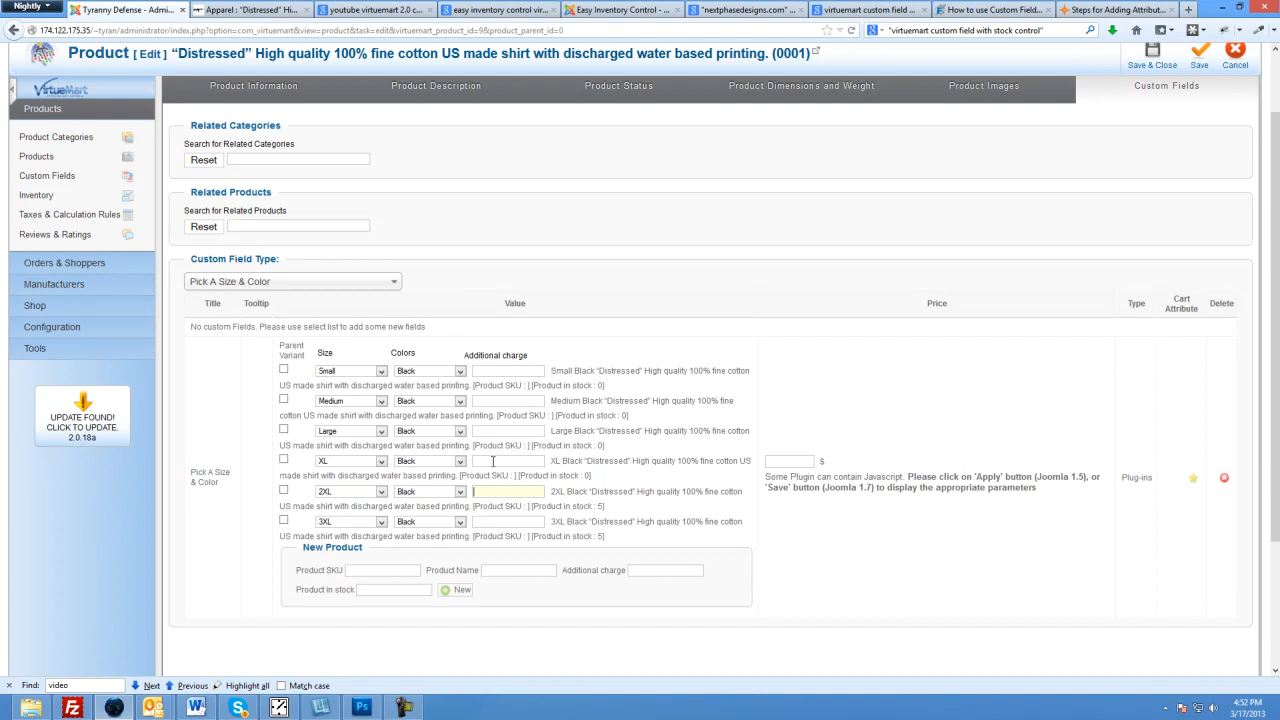 Nightly
Tyranny Defense - Admi...
Apparel : "Distressed" Hi...
youtube virtuemart 2.0 c...
easy inventory control vir...
Easy Inventory Control - ...
"nextphasedesigns.com"...
virtuemart custom field ...
How to use Custom Field...
Steps for Adding Attribut...
174.122.175.35/~tyran/administrator/index.php?option=com_virtuemart&view=product&task=edit&virtuemart_product_id=9&product_parent_id=0
"virtuemart custom field with stock control"
Product [ Edit ] “Distressed” High quality 100% fine cotton US made shirt with discharged water based printing. (0001)
Save & Close
Save
Cancel
VirtueMart
Product Information
Product Description
Product Status
Product Dimensions and Weight
Product Images
Custom Fields
Products
Product Categories
Products
Custom Fields
Inventory
Taxes & Calculation Rules
Reviews & Ratings
Orders & Shoppers
Manufacturers
Shop
Configuration
Tools
UPDATE FOUND!
CLICK TO UPDATE.
2.0.18a
Related Categories
Search for Related Categories
Reset
Related Products
Search for Related Products
Reset
Custom Field Type:
Pick A Size & Color
Title Tooltip Value Price Type Cart Attribute Delete
No custom Fields. Please use select list to add some new fields
Parent Variant Size Colors Additional charge
Small Black Small Black “Distressed” High quality 100% fine cotton
US made shirt with discharged water based printing. [Product SKU : ] [Product in stock : 0]
Medium Black Medium Black “Distressed” High quality 100% fine
cotton US made shirt with discharged water based printing. [Product SKU : ] [Product in stock : 0]
Large Black Large Black “Distressed” High quality 100% fine cotton
US made shirt with discharged water based printing. [Product SKU : ] [Product in stock : 0]
XL Black XL Black “Distressed” High quality 100% fine cotton US
made shirt with discharged water based printing. [Product SKU : ] [Product in stock : 0]
2XL Black 2XL Black “Distressed” High quality 100% fine cotton
US made shirt with discharged water based printing. [Product SKU : ] [Product in stock : 5]
3XL Black 3XL Black “Distressed” High quality 100% fine cotton
US made shirt with discharged water based printing. [Product SKU : ] [Product in stock : 5]
Pick A Size
& Color
$
Some Plugin can contain Javascript. Please click on 'Apply' button (Joomla 1.5), or
'Save' button (Joomla 1.7) to display the appropriate parameters
Plug-ins
New Product
Product SKU Product Name Additional charge
Product in stock New
Find: video Next Previous Highlight all Match case
4:52 PM
3/17/2013